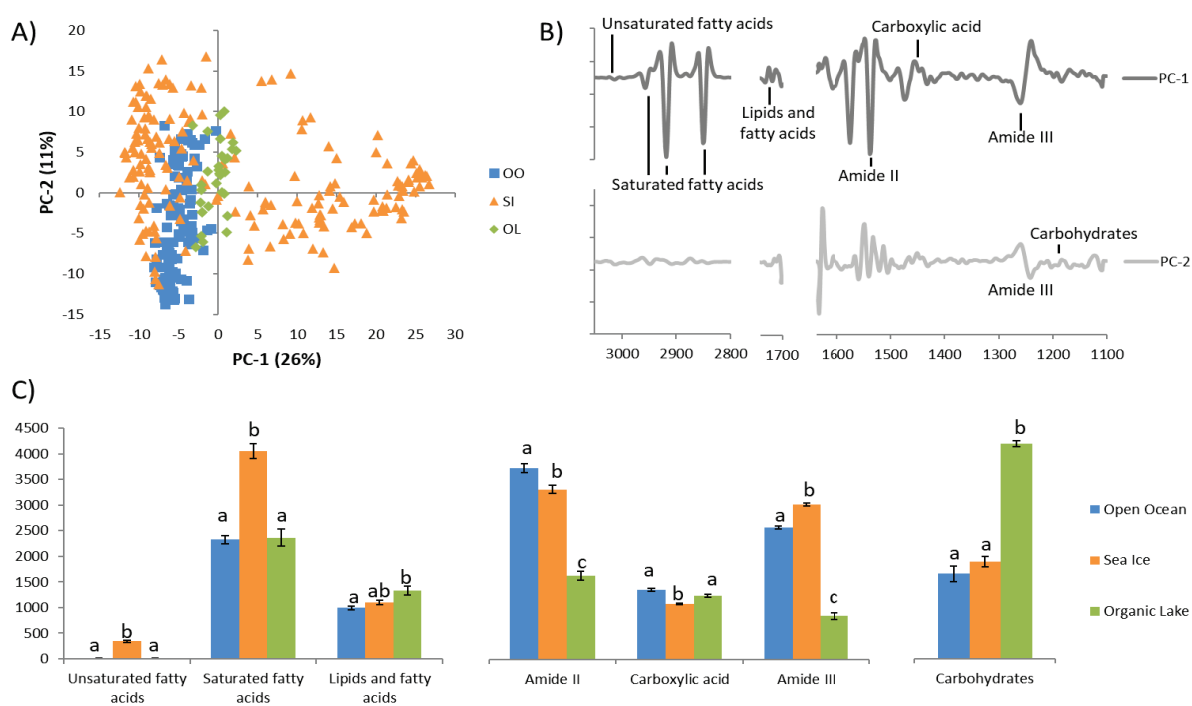 A)
20
15
10
5
0
-5
-10
-15
PC-2 (11%)
-15 -10 -5 0 5 10 15 20 25 30
PC-1 (26%)
OO
SI
OL
B)
Unsaturated fatty acids
Carboxylic acid
PC-1
Lipids and
fatty acids
Amide III
Amide II
Saturated fatty acids
Carbohydrates
PC-2
Amide III
3000 2900 2800 1700 1600 1500 1400 1300 1200 1100
C)
4500
4000
3500
3000
2500
2000
1500
1000
500
0
a b a
a b a
a ab b
a b c
a b a
a b c
a a b
Unsaturated fatty
acids
Saturated fatty
acids
Lipids and
fatty acids
Amide II
Carboxylic acid
Amide III
Carbohydrates
Open Ocean
Sea Ice
Organic Lake